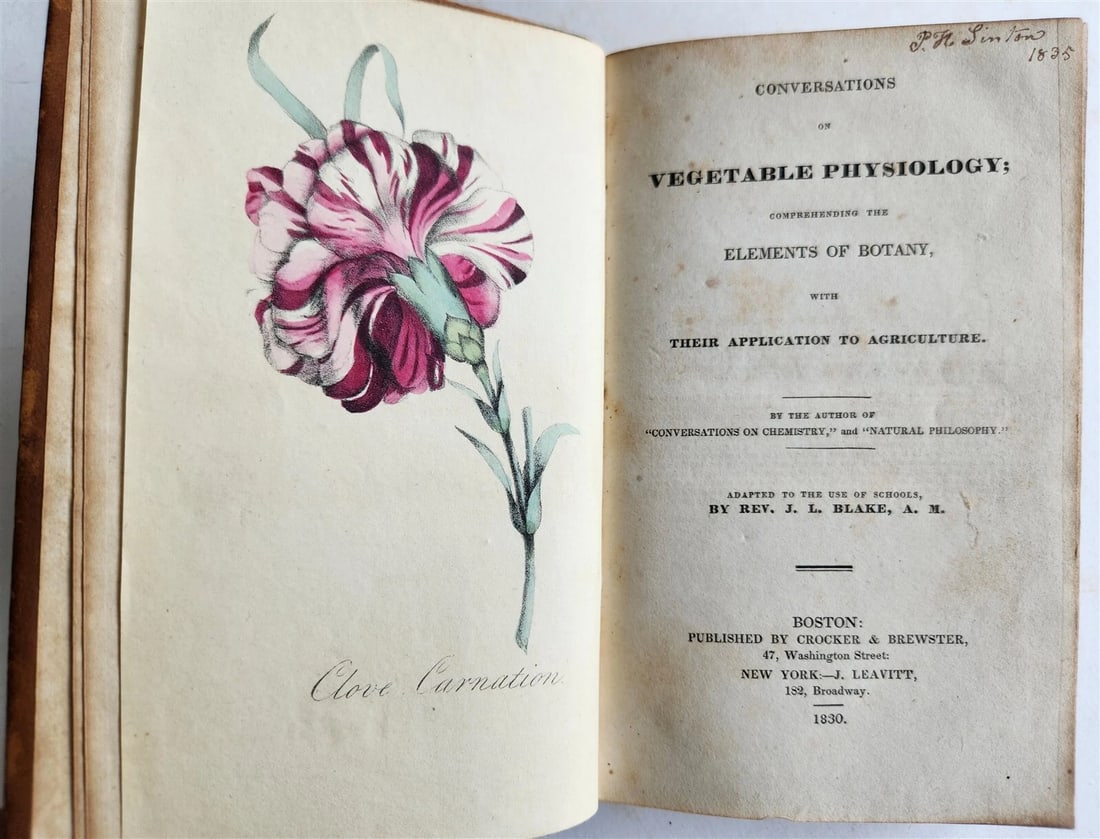 Clove Carnation.
P. H. Linton
1835
CONVERSATIONS
ON
VEGETABLE PHYSIOLOGY;
COMPREHENDING THE
ELEMENTS OF BOTANY,
WITH
THEIR APPLICATION TO AGRICULTURE.
BY THE AUTHOR OF
"CONVERSATIONS ON CHEMISTRY," and "NATURAL PHILOSOPHY."
ADAPTED TO THE USE OF SCHOOLS,
BY REV. J. L. BLAKE, A. M.
BOSTON:
PUBLISHED BY CROCKER & BREWSTER,
47, Washington Street:
NEW YORK:—J. LEAVITT,
182, Broadway.
1830.